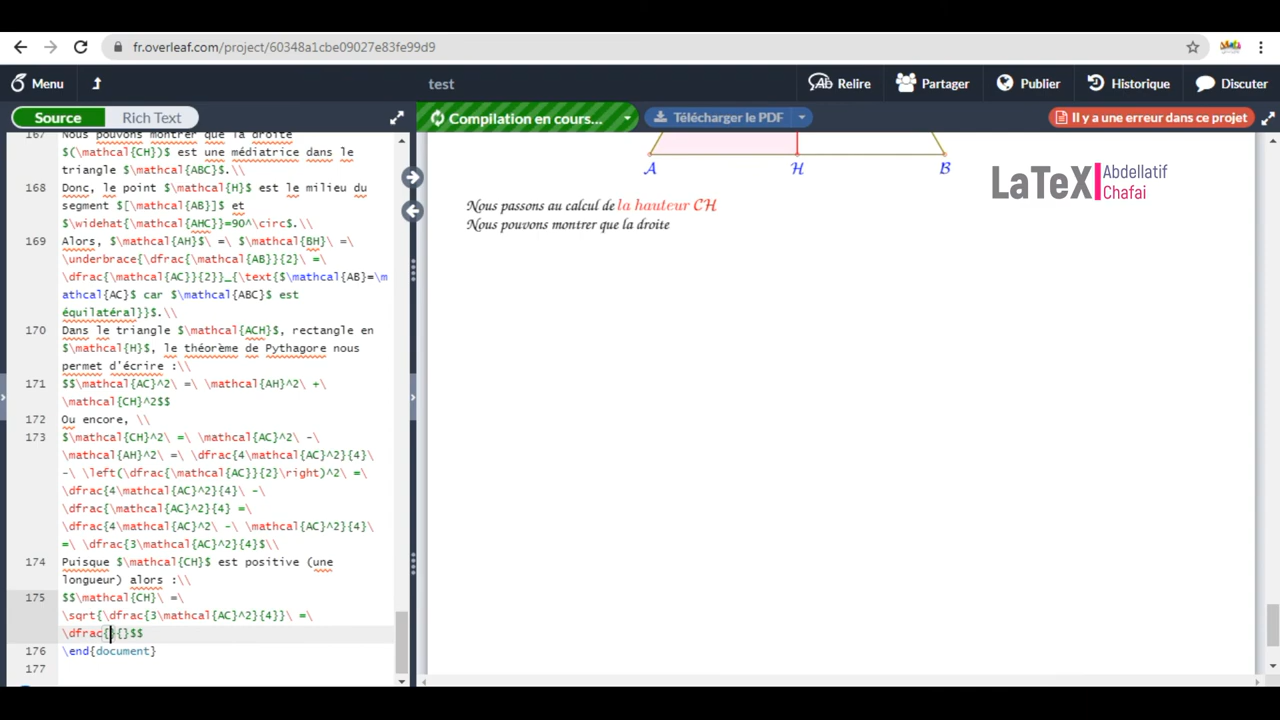 fr.overleaf.com/project/60348a1cbe09027e83fe99d9
Menu
test
Relire
Partager
Publier
Historique
Discuter
Source
Rich Text
Compilation en cours...
Télécharger le PDF
Il y a une erreur dans ce projet
167 Nous pouvons montrer que la droite
$(\mathcal{CH})$ est une médiatrice dans le
triangle $\mathcal{ABC}$.\\
168 Donc, le point $\mathcal{H}$ est le milieu du
segment $[\mathcal{AB}]$ et
$\widehat{\mathcal{AHC}}=90^\circ$.\\
169 Alors, $\mathcal{AH}$\ =\ $\mathcal{BH}\ =\
\underbrace{\dfrac{\mathcal{AB}}{2}\ =\
\dfrac{\mathcal{AC}}{2}}_{\text{$\mathcal{AB}=\m
athcal{AC}$ car $\mathcal{ABC}$ est
équilatéral}}$.\\
170 Dans le triangle $\mathcal{ACH}$, rectangle en
$\mathcal{H}$, le théorème de Pythagore nous
permet d'écrire :\\
171 $$\mathcal{AC}^2\ =\ \mathcal{AH}^2\ +\
\mathcal{CH}^2$$
172 Ou encore, \\
173 $\mathcal{CH}^2\ =\ \mathcal{AC}^2\ -\
\mathcal{AH}^2\ =\ \dfrac{4\mathcal{AC}^2}{4}\
-\ \left(\dfrac{\mathcal{AC}}{2}\right)^2\ =\
\dfrac{4\mathcal{AC}^2}{4}\ -\
\dfrac{\mathcal{AC}^2}{4} =\
\dfrac{4\mathcal{AC}^2\ -\ \mathcal{AC}^2}{4}\
=\ \dfrac{3\mathcal{AC}^2}{4}$\\
174 Puisque $\mathcal{CH}$ est positive (une
longueur) alors :\\
175 $$\mathcal{CH}\ =\
\sqrt{\dfrac{3\mathcal{AC}^2}{4}}\ =\
\dfrac{}{}$$
176 \end{document}
177
A H B
Nous passons au calcul de la hauteur CH
Nous pouvons montrer que la droite
LaTeX
Abdellatif
Chafai